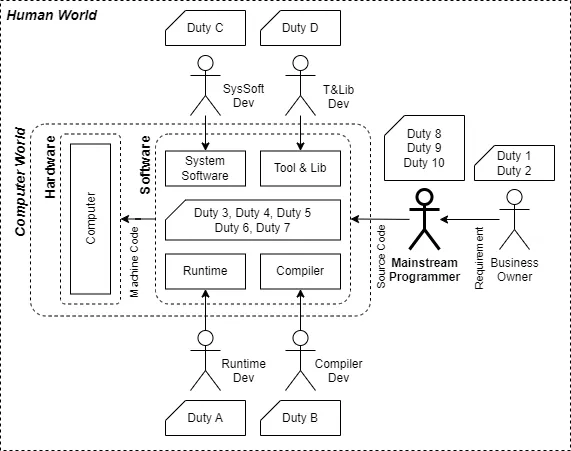 Human World
Duty C
Duty D
SysSoft
Dev
T&Lib
Dev
Duty 8
Duty 9
Duty 10
Duty 1
Duty 2
Computer World
Hardware
Software
System
Software
Tool & Lib
Computer
Machine Code
Duty 3, Duty 4, Duty 5
Duty 6, Duty 7
Source Code
Mainstream
Programmer
Requirement
Business
Owner
Runtime
Compiler
Runtime
Dev
Compiler
Dev
Duty A
Duty B